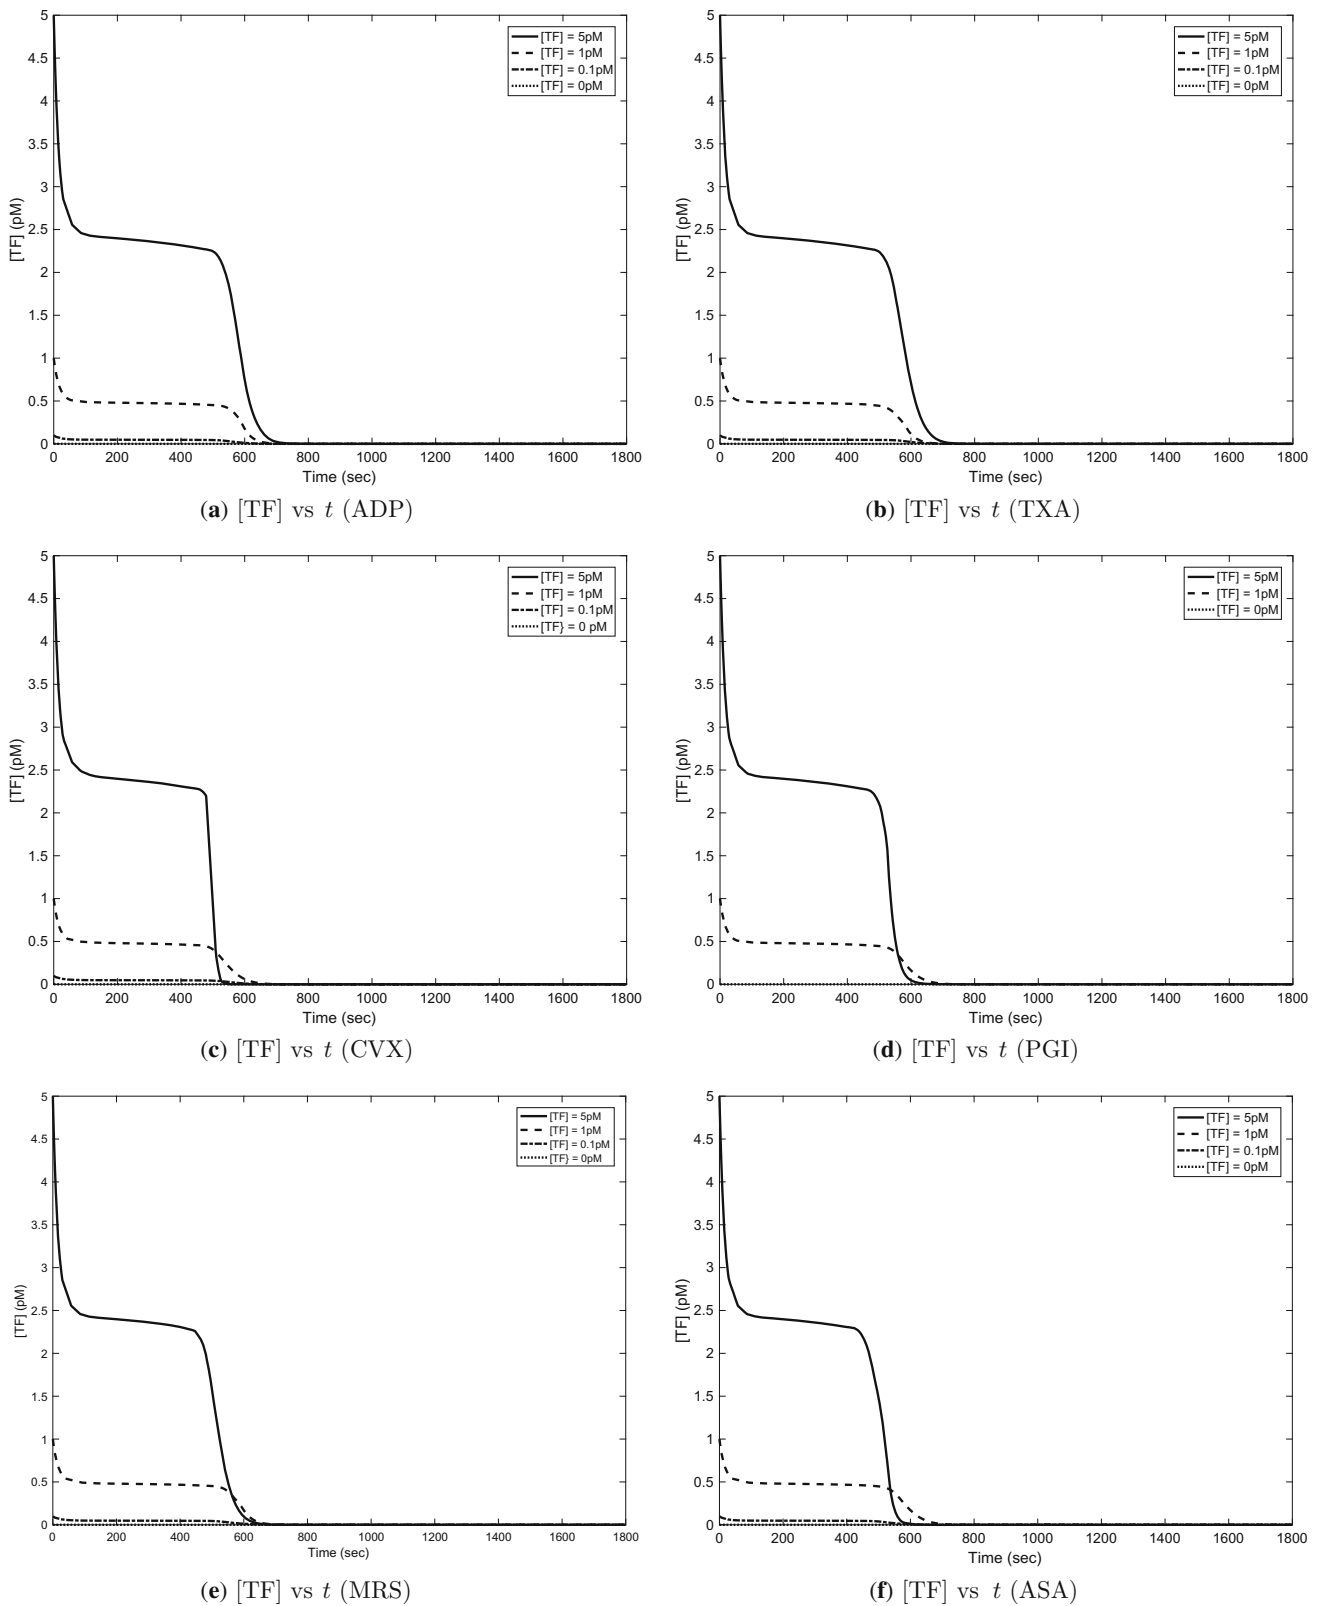 5
4.5
4
3.5
3
2.5
2
1.5
1
0.5
0
[TF] (pM)
[TF] = 5pM
[TF] = 1pM
[TF] = 0.1pM
[TF] = 0pM
0 200 400 600 800 1000 1200 1400 1600 1800
Time (sec)
(a) [TF] vs t (ADP)
5
4.5
4
3.5
3
2.5
2
1.5
1
0.5
0
[TF] (pM)
[TF] = 5pM
[TF] = 1pM
[TF] = 0.1pM
[TF] = 0pM
0 200 400 600 800 1000 1200 1400 1600 1800
Time (sec)
(b) [TF] vs t (TXA)
5
4.5
4
3.5
3
2.5
2
1.5
1
0.5
0
[TF] (pM)
[TF] = 5pM
[TF] = 1pM
[TF] = 0.1pM
[TF} = 0 pM
0 200 400 600 800 1000 1200 1400 1600 1800
Time (sec)
(c) [TF] vs t (CVX)
5
4.5
4
3.5
3
2.5
2
1.5
1
0.5
0
[TF] (pM)
[TF] = 5pM
[TF] = 1pM
[TF] = 0pM
0 200 400 600 800 1000 1200 1400 1600 1800
Time (sec)
(d) [TF] vs t (PGI)
5
4.5
4
3.5
3
2.5
2
1.5
1
0.5
0
[TF] (pM)
[TF] = 5pM
[TF] = 1pM
[TF] = 0.1pM
[TF} = 0pM
0 200 400 600 800 1000 1200 1400 1600 1800
Time (sec)
(e) [TF] vs t (MRS)
5
4.5
4
3.5
3
2.5
2
1.5
1
0.5
0
[TF] (pM)
[TF] = 5pM
[TF] = 1pM
[TF] = 0.1pM
[TF] = 0pM
0 200 400 600 800 1000 1200 1400 1600 1800
Time (sec)
(f) [TF] vs t (ASA)